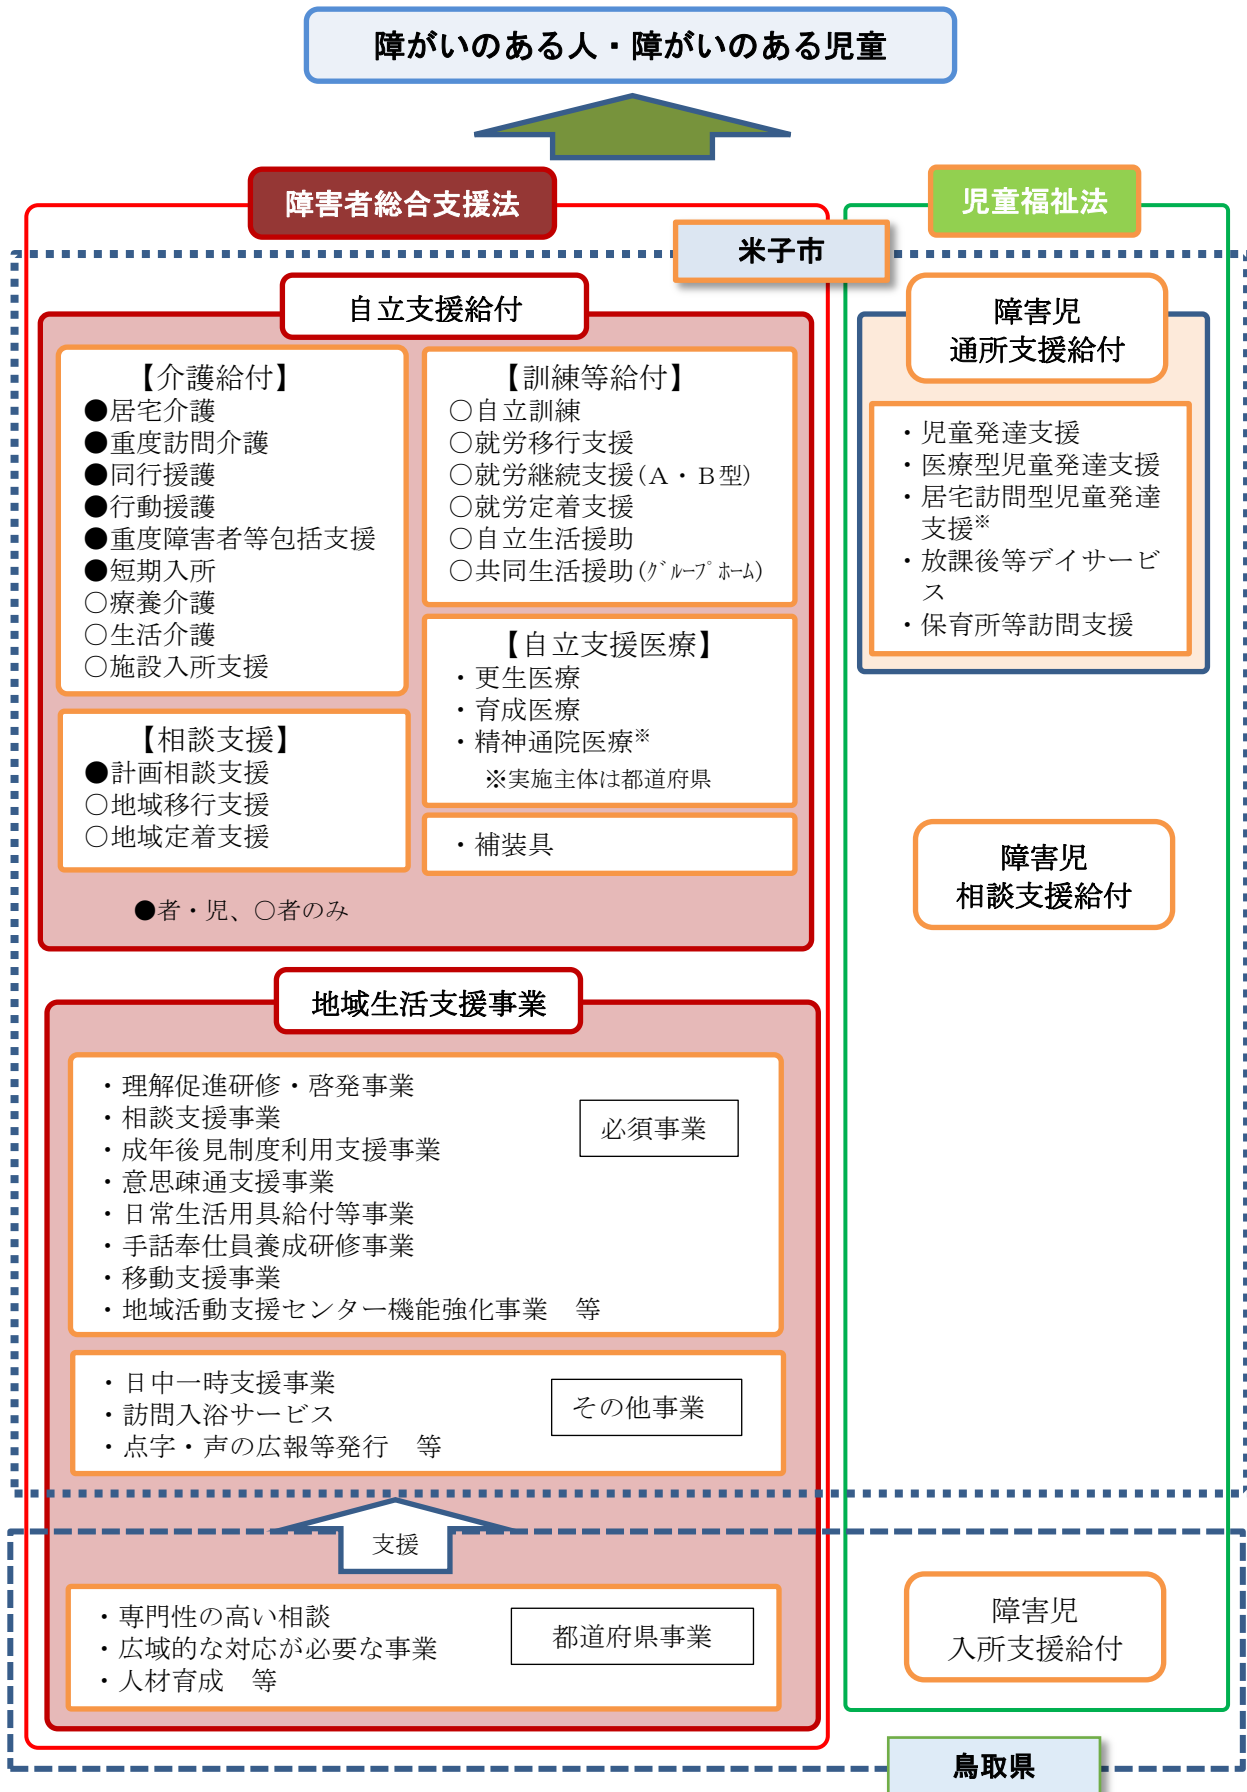 障がいのある人・障がいのある児童
障害者総合支援法
児童福祉法
米子市
自立支援給付
【介護給付】
●居宅介護
●重度訪問介護
●同行援護
●行動援護
●重度障害者等包括支援
●短期入所
○療養介護
○生活介護
○施設入所支援
【訓練等給付】
○自立訓練
○就労移行支援
○就労継続支援(A・B型)
○就労定着支援
○自立生活援助
○共同生活援助(ｸﾞﾙｰﾌﾟﾎｰﾑ)
【自立支援医療】
・更生医療
・育成医療
・精神通院医療※
※実施主体は都道府県
【相談支援】
●計画相談支援
○地域移行支援
○地域定着支援
・補装具
●者・児、○者のみ
障害児
通所支援給付
・児童発達支援
・医療型児童発達支援
・居宅訪問型児童発達
支援※
・放課後等デイサービ
ス
・保育所等訪問支援
障害児
相談支援給付
地域生活支援事業
・理解促進研修・啓発事業
・相談支援事業
・成年後見制度利用支援事業
・意思疎通支援事業
・日常生活用具給付等事業
・手話奉仕員養成研修事業
・移動支援事業
・地域活動支援センター機能強化事業　等
必須事業
・日中一時支援事業
・訪問入浴サービス
・点字・声の広報等発行　等
その他事業
支援
・専門性の高い相談
・広域的な対応が必要な事業
・人材育成　等
都道府県事業
障害児
入所支援給付
鳥取県